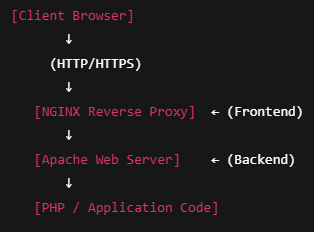 [Client Browser]
↓
(HTTP/HTTPS)
↓
[NGINX Reverse Proxy] ← (Frontend)
↓
[Apache Web Server] ← (Backend)
↓
[PHP / Application Code]